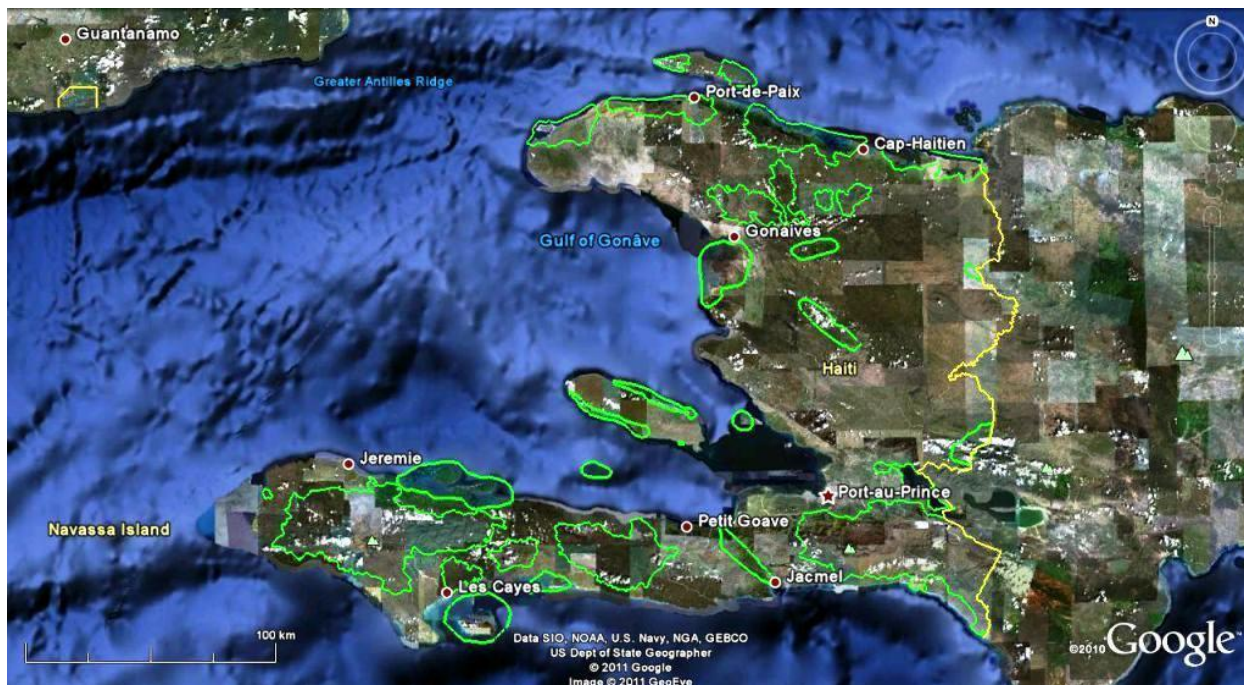 Guantanamo
Greater Antilles Ridge
N
Port-de-Paix
Cap-Haitien
Gulf of Gonâve
Gonaives
Haiti
Jeremie
Port-au-Prince
Navassa Island
Petit Goave
Les Cayes
Jacmel
100 km
Data SIO, NOAA, U.S. Navy, NGA, GEBCO
US Dept of State Geographer
© 2011 Google
Image © 2011 GeoEye
©2010 Google